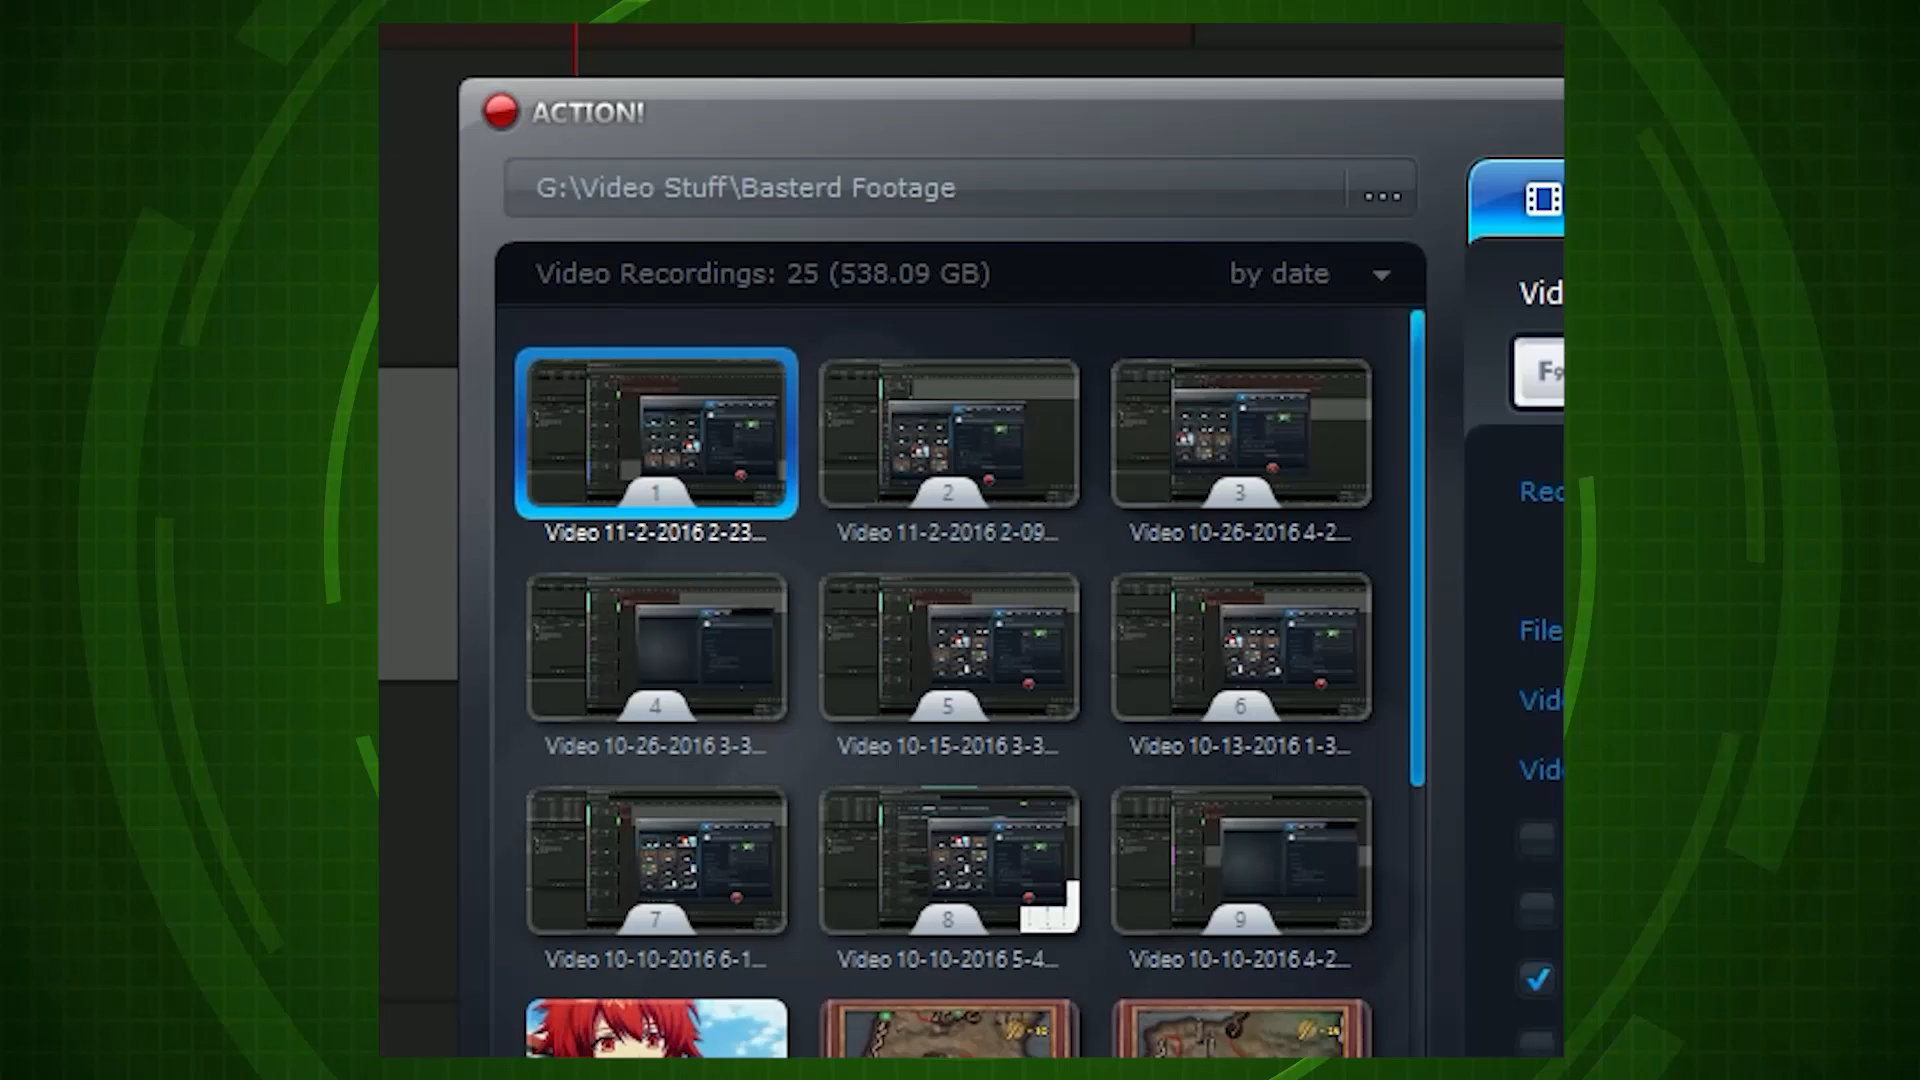 ACTION!
G:\Video Stuff\Basterd Footage
...
Video Recordings: 25 (538.09 GB)
by date
Vid
F9
1
2
3
Video 11-2-2016 2-23...
Video 11-2-2016 2-09...
Video 10-26-2016 4-2...
Rec
4
5
6
File
Vid
Video 10-26-2016 3-3...
Video 10-15-2016 3-3...
Video 10-13-2016 1-3...
Vid
7
8
9
Video 10-10-2016 6-1...
Video 10-10-2016 5-4...
Video 10-10-2016 4-2...